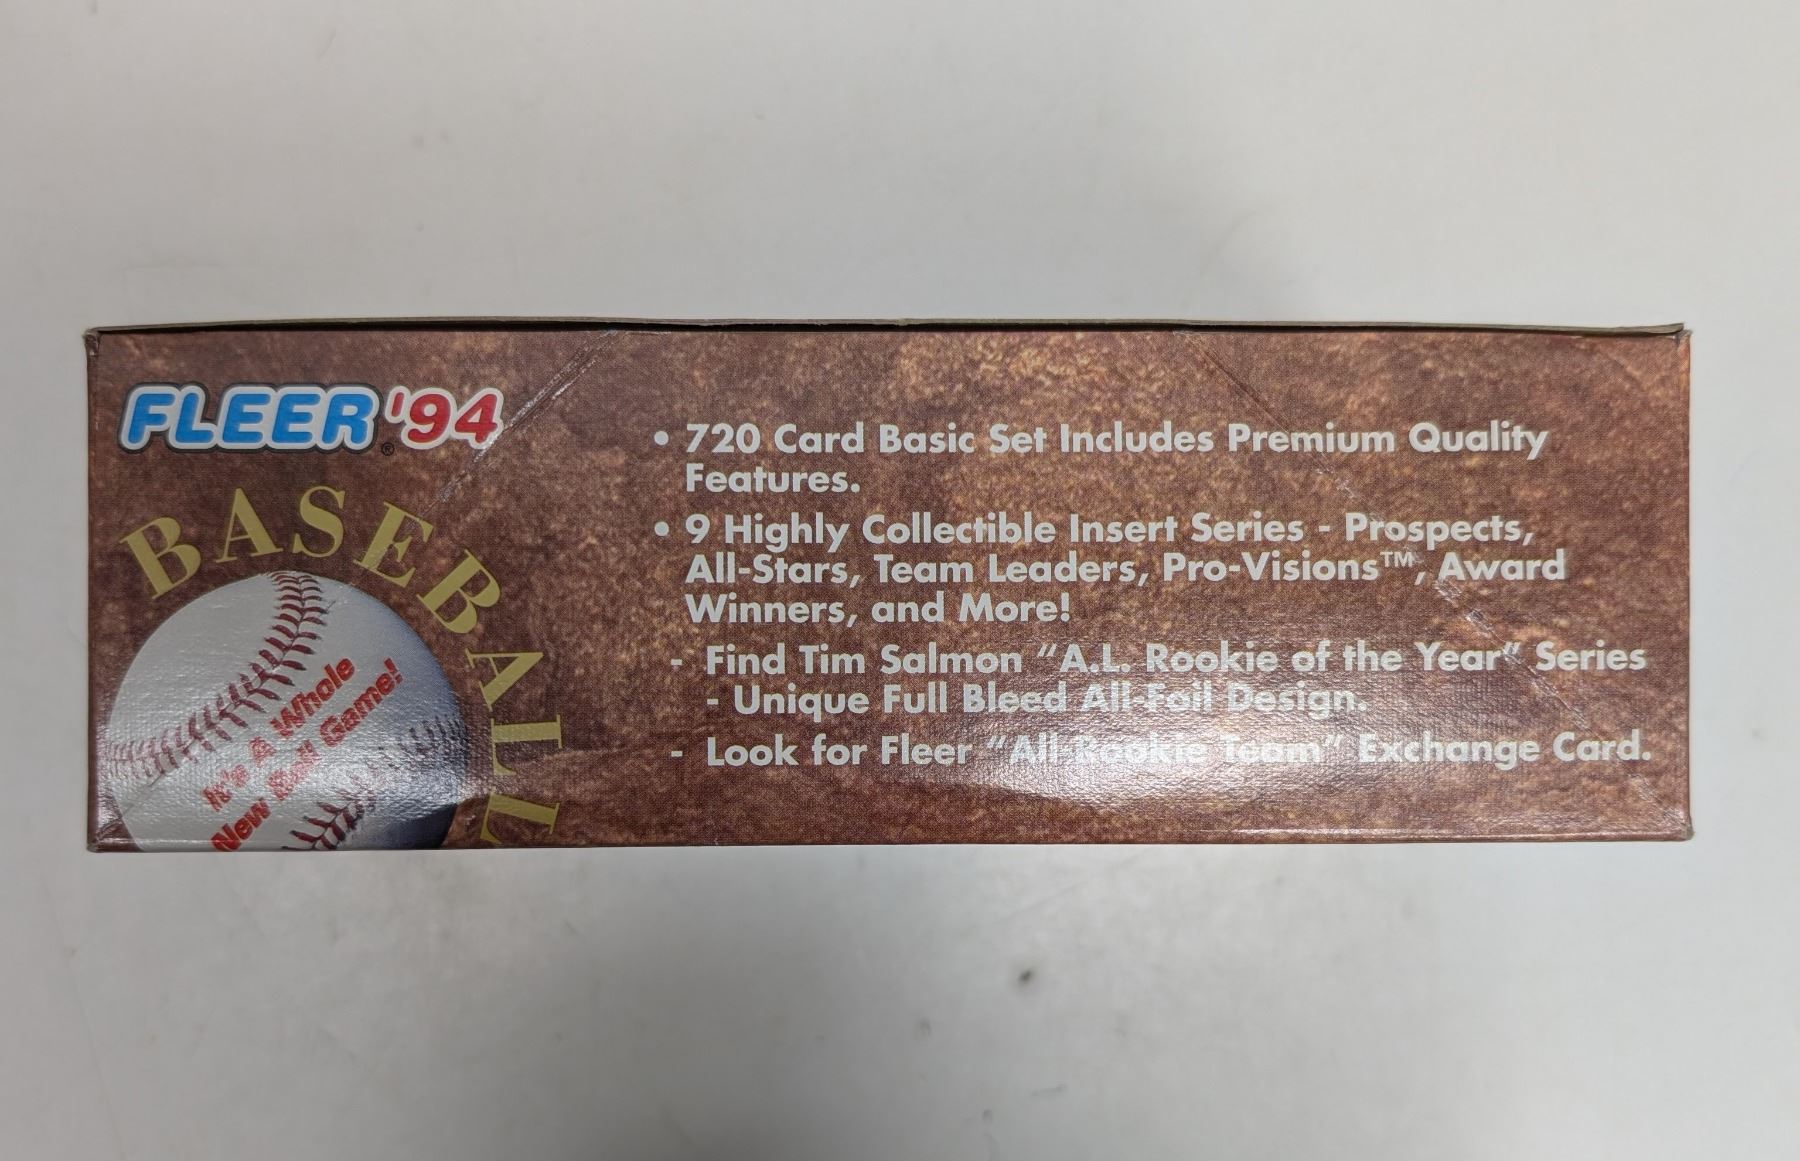 FLEER® '94
BASEBALL
It's A Whole
New Ball Game!
• 720 Card Basic Set Includes Premium Quality
Features.
• 9 Highly Collectible Insert Series - Prospects,
All-Stars, Team Leaders, Pro-Visions™, Award
Winners, and More!
- Find Tim Salmon "A.L. Rookie of the Year" Series
- Unique Full Bleed All-Foil Design.
- Look for Fleer "All-Rookie Team" Exchange Card.